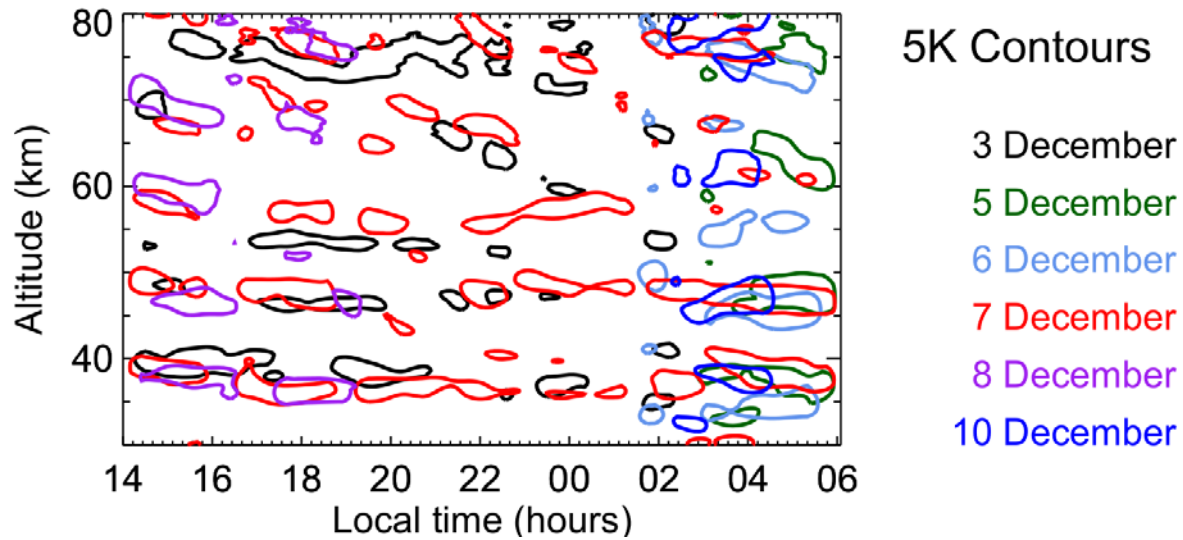 5K Contours
3 December
5 December
6 December
7 December
8 December
10 December
Altitude (km)
80
60
40
14 16 18 20 22 00 02 04 06
Local time (hours)